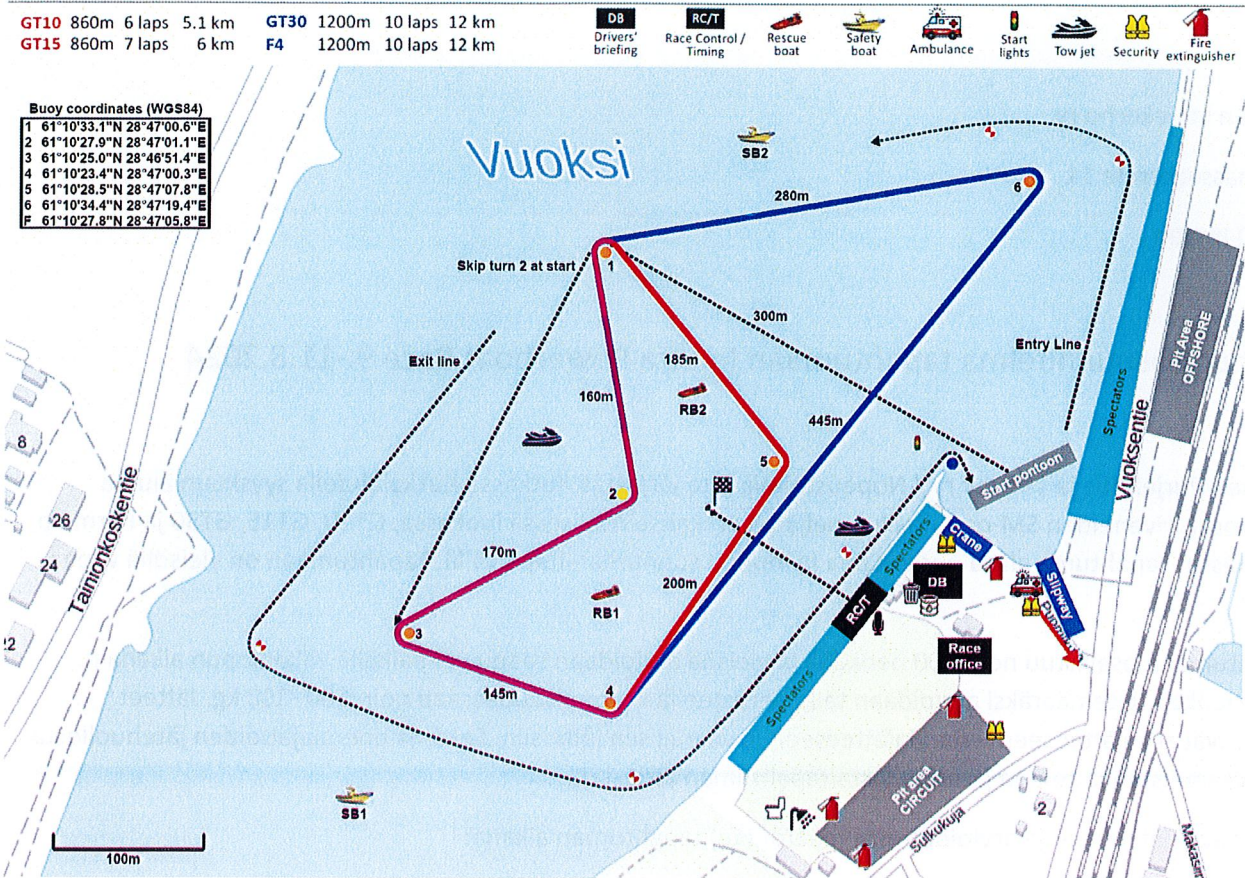 GT10 860m 6 laps 5.1 km
GT15 860m 7 laps 6 km
GT30 1200m 10 laps 12 km
F4 1200m 10 laps 12 km
DB
Drivers' briefing
RC/T
Race Control / Timing
Rescue boat
Safety boat
Ambulance
Start lights
Tow jet
Security
Fire extinguisher
Buoy coordinates (WGS84)
1 61°10'33.1"N 28°47'00.6"E
2 61°10'27.9"N 28°47'01.1"E
3 61°10'25.0"N 28°46'51.4"E
4 61°10'23.4"N 28°47'00.3"E
5 61°10'28.5"N 28°47'07.8"E
6 61°10'34.4"N 28°47'19.4"E
F 61°10'27.8"N 28°47'05.8"E
Vuoksi
SB2
6
280m
1
Skip turn 2 at start
300m
Exit line
185m
Entry Line
Spectators
Pit Area
OFFSHORE
160m
RB2
445m
Vuoksentie
8
5
Start pontoon
Tainionkoskentie
2
26
170m
Spectators
Crane
24
200m
DB
Slipway
RB1
RC/T
22
3
Race office
145m
4
Spectators
Pit area
CIRCUIT
SB1
2
Sulkukuja
100m